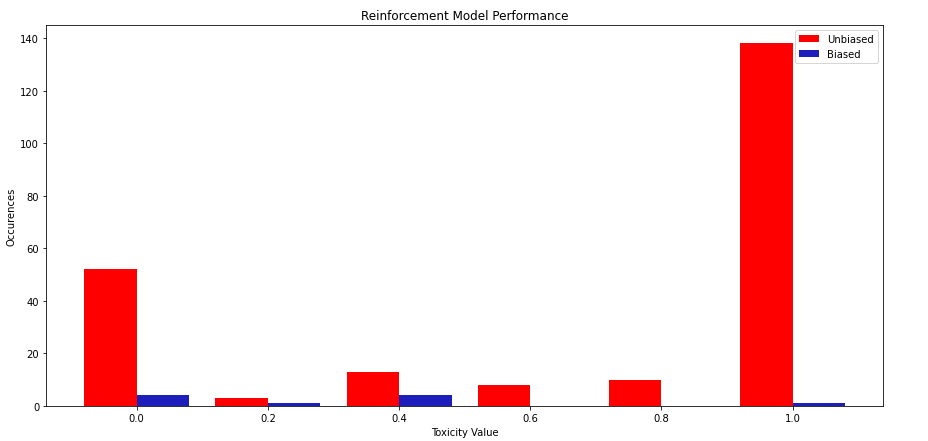 Reinforcement Model Performance
Unbiased
Biased
140
120
100
80
60
40
20
0
Occurences
0.0 0.2 0.4 0.6 0.8 1.0
Toxicity Value